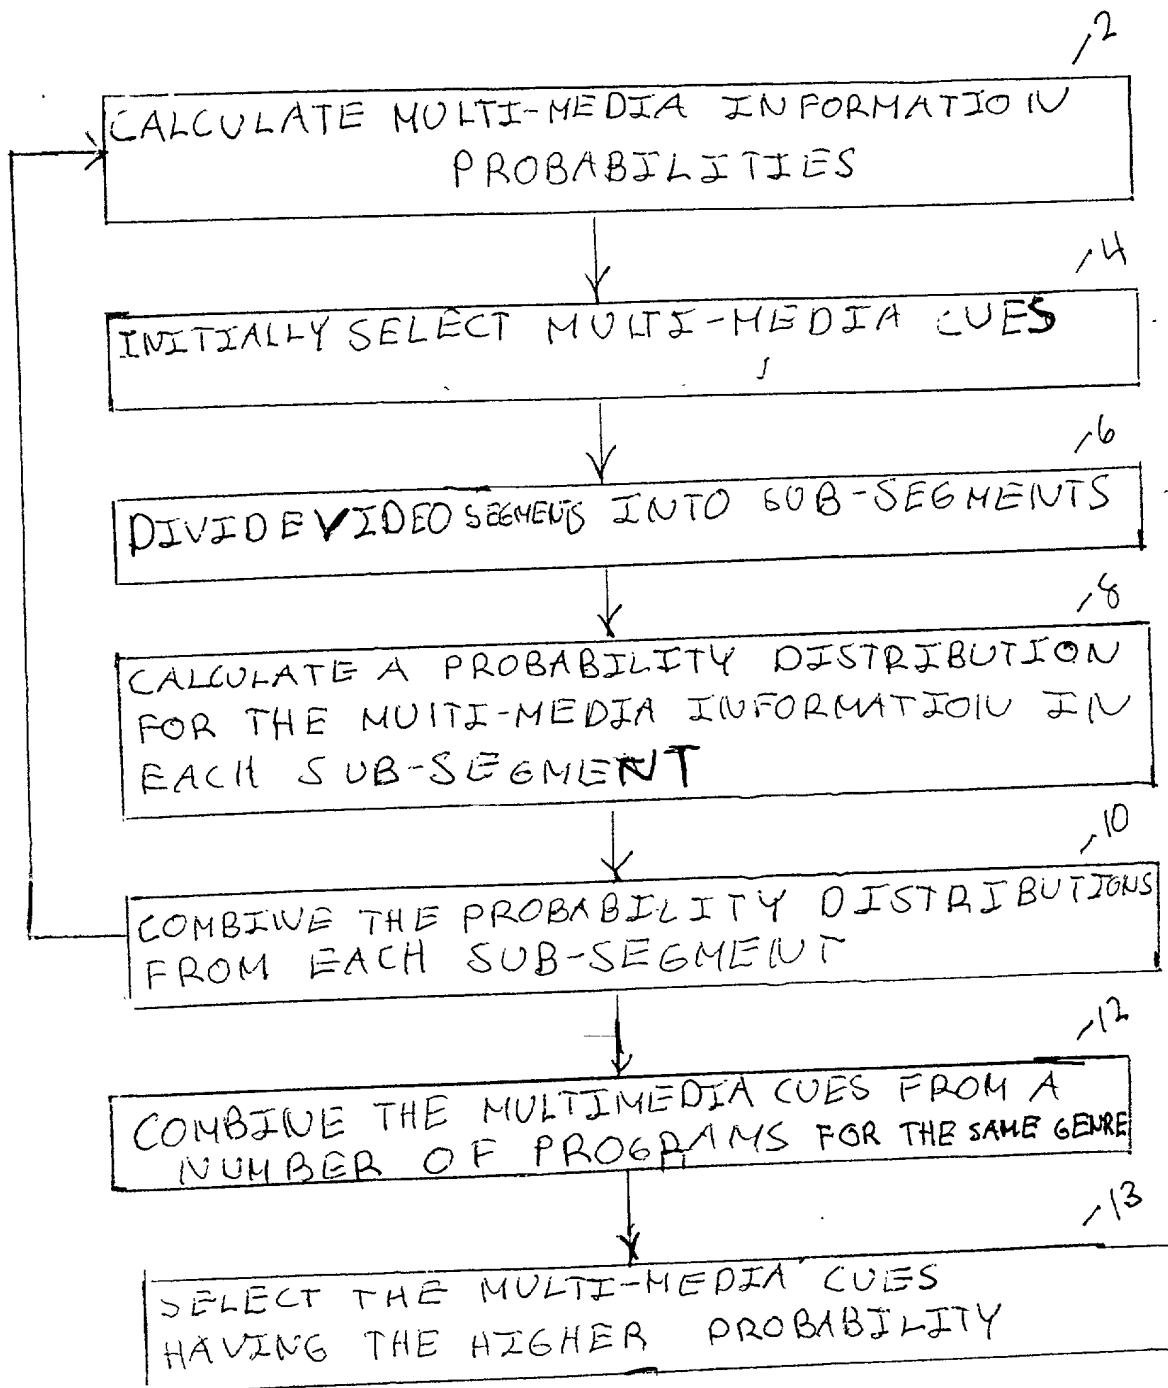 2
CALCULATE MULTI-MEDIA INFORMATION
PROBABILITIES
4
INITIALLY SELECT MULTI-MEDIA CUES
6
DIVIDE VIDEO SEGMENTS INTO SUB-SEGMENTS
8
CALCULATE A PROBABILITY DISTRIBUTION
FOR THE MULTI-MEDIA INFORMATION IN
EACH SUB-SEGMENT
10
COMBINE THE PROBABILITY DISTRIBUTIONS
FROM EACH SUB-SEGMENT
12
COMBINE THE MULTIMEDIA CUES FROM A
NUMBER OF PROGRAMS FOR THE SAME GENRE
13
SELECT THE MULTI-MEDIA CUES
HAVING THE HIGHER PROBABILITY